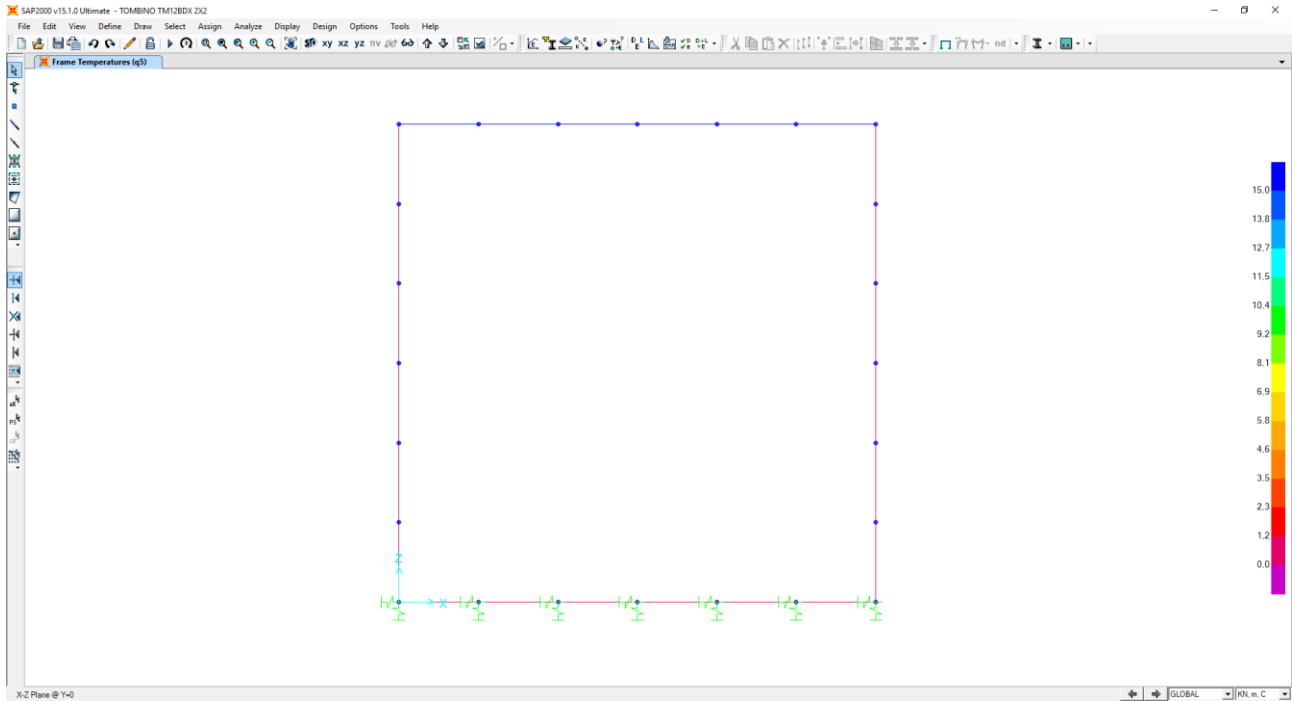 SAP2000 v15.1.0 Ultimate - TOMBINO TM12BDX 2X2
File Edit View Define Draw Select Assign Analyze Display Design Options Tools Help
xy xz yz nv nd
Frame Temperatures (q5)
15,0
13,8
12,7
11,5
10,4
9,2
8,1
6,9
5,8
4,6
3,5
2,3
1,2
0,0
Z
X
X-Z Plane @ Y=0
GLOBAL
KN, m, C